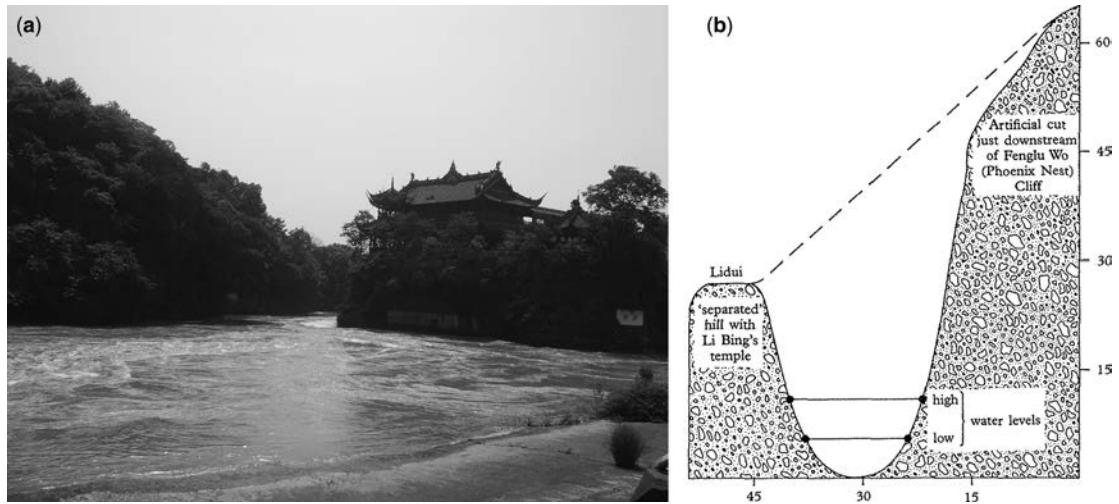 (a)
(b)
60
Artificial cut
just downstream
of Fenglu Wo
(Phoenix Nest)
Cliff
45
30
Lidui
'separated'
hill with
Li Bing's
temple
15
high
low
water levels
45
30
15